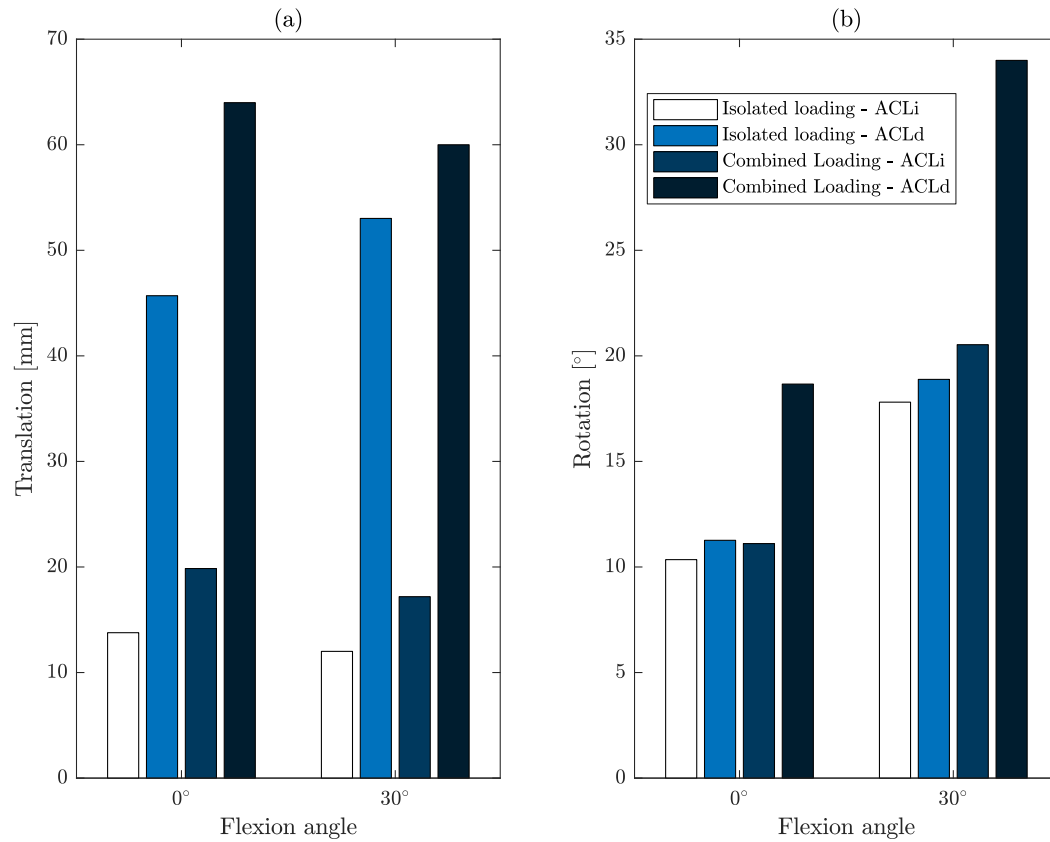 (a)
70
60
50
40
30
20
10
0
Translation [mm]
0°
30°
Flexion angle
(b)
35
30
25
20
15
10
5
0
Rotation [°]
0°
30°
Flexion angle
Isolated loading - ACLi
Isolated loading - ACLd
Combined Loading - ACLi
Combined Loading - ACLd